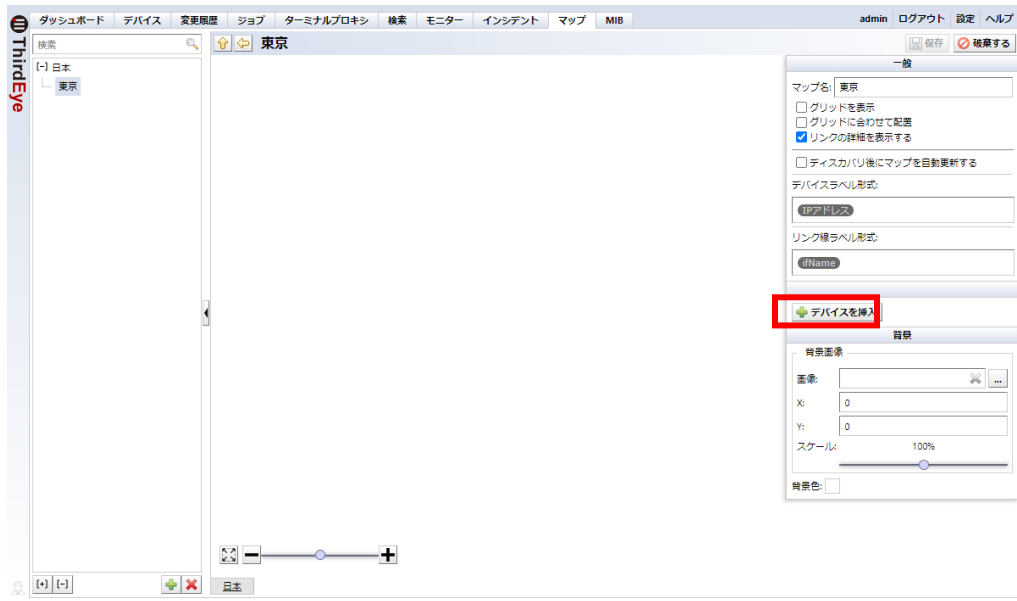 ThirdEye
ダッシュボード デバイス 変更履歴 ジョブ ターミナルプロキシ 検索 モニター インシデント マップ MIB admin ログアウト 設定 ヘルプ
検索
東京
保存 破棄する
[-] 日本
東京
一般
マップ名: 東京
グリッドを表示
グリッドに合わせて配置
リンクの詳細を表示する
ディスカバリ後にマップを自動更新する
デバイスラベル形式:
IPアドレス
リンク線ラベル形式:
ifName
デバイスを挿入
背景
背景画像
画像: ...
X: 0
Y: 0
スケール: 100%
背景色:
[+] [-]
日本